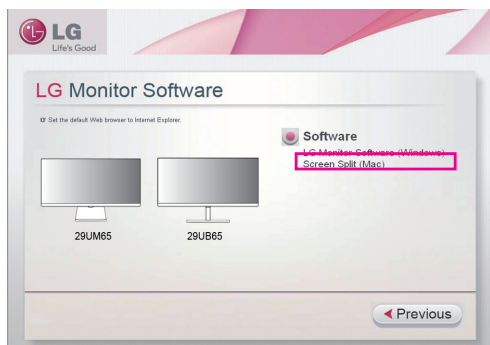 LG
Life's Good
LG Monitor Software
Set the default Web browser to Internet Explorer.
Software
LG Monitor Software (Windows)
Screen Split (Mac)
29UM65
29UB65
Previous